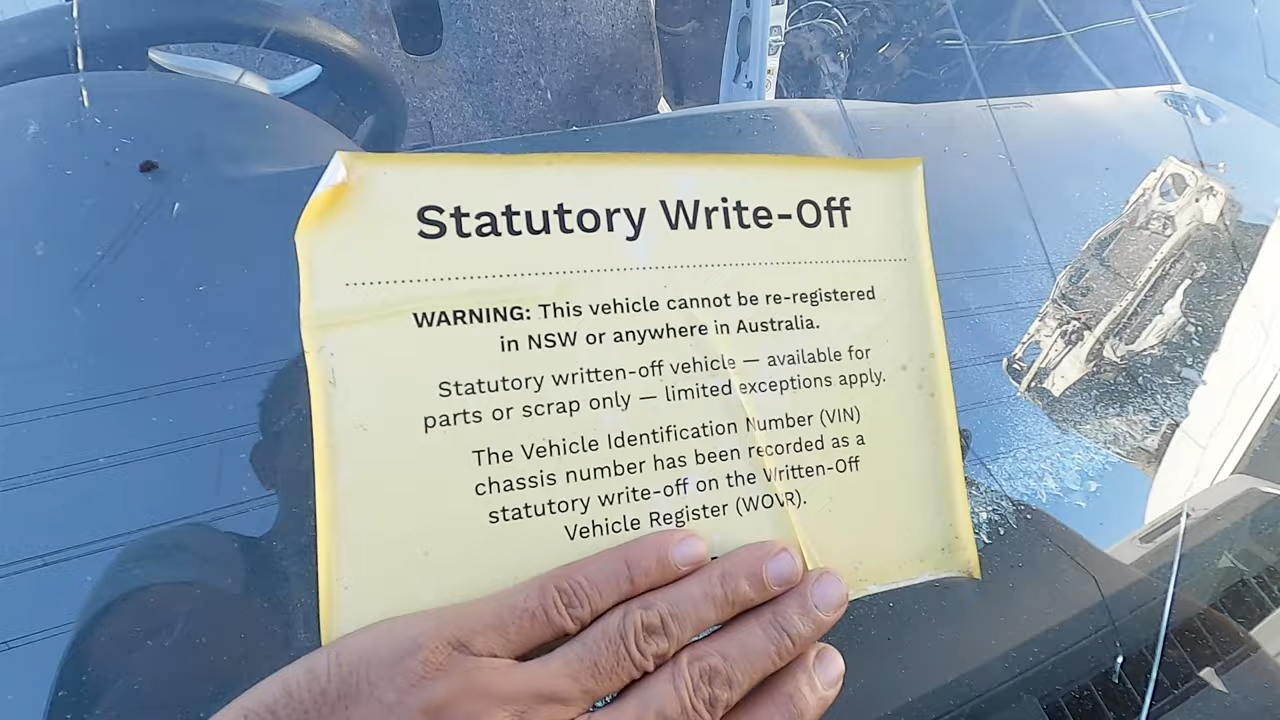 Statutory Write-Off
WARNING: This vehicle cannot be re-registered
in NSW or anywhere in Australia.
Statutory written-off vehicle — available for
parts or scrap only — limited exceptions apply.
The Vehicle Identification Number (VIN)
chassis number has been recorded as a
statutory write-off on the Written-Off
Vehicle Register (WOVR).